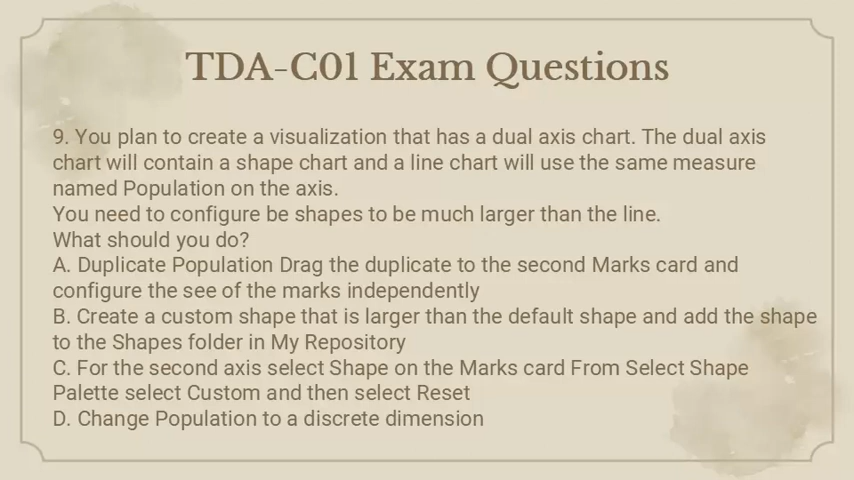 TDA-C01 Exam Questions
9. You plan to create a visualization that has a dual axis chart. The dual axis
chart will contain a shape chart and a line chart will use the same measure
named Population on the axis.
You need to configure be shapes to be much larger than the line.
What should you do?
A. Duplicate Population Drag the duplicate to the second Marks card and
configure the see of the marks independently
B. Create a custom shape that is larger than the default shape and add the shape
to the Shapes folder in My Repository
C. For the second axis select Shape on the Marks card From Select Shape
Palette select Custom and then select Reset
D. Change Population to a discrete dimension